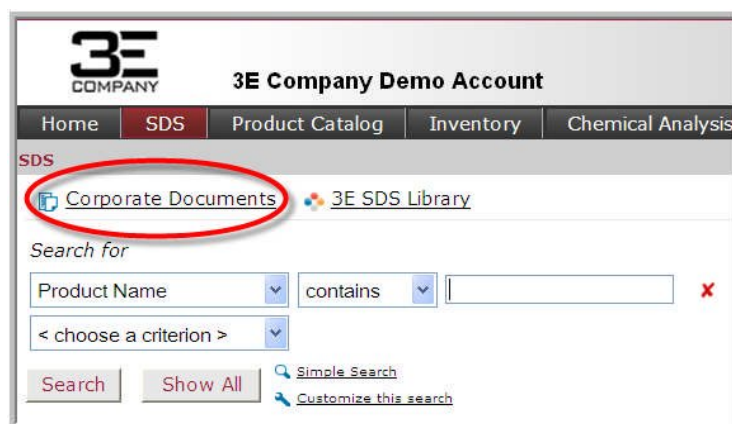 3E
COMPANY
3E Company Demo Account
Home SDS Product Catalog Inventory Chemical Analysis
SDS
Corporate Documents 3E SDS Library
Search for
Product Name contains
< choose a criterion >
Search Show All Simple Search
Customize this search